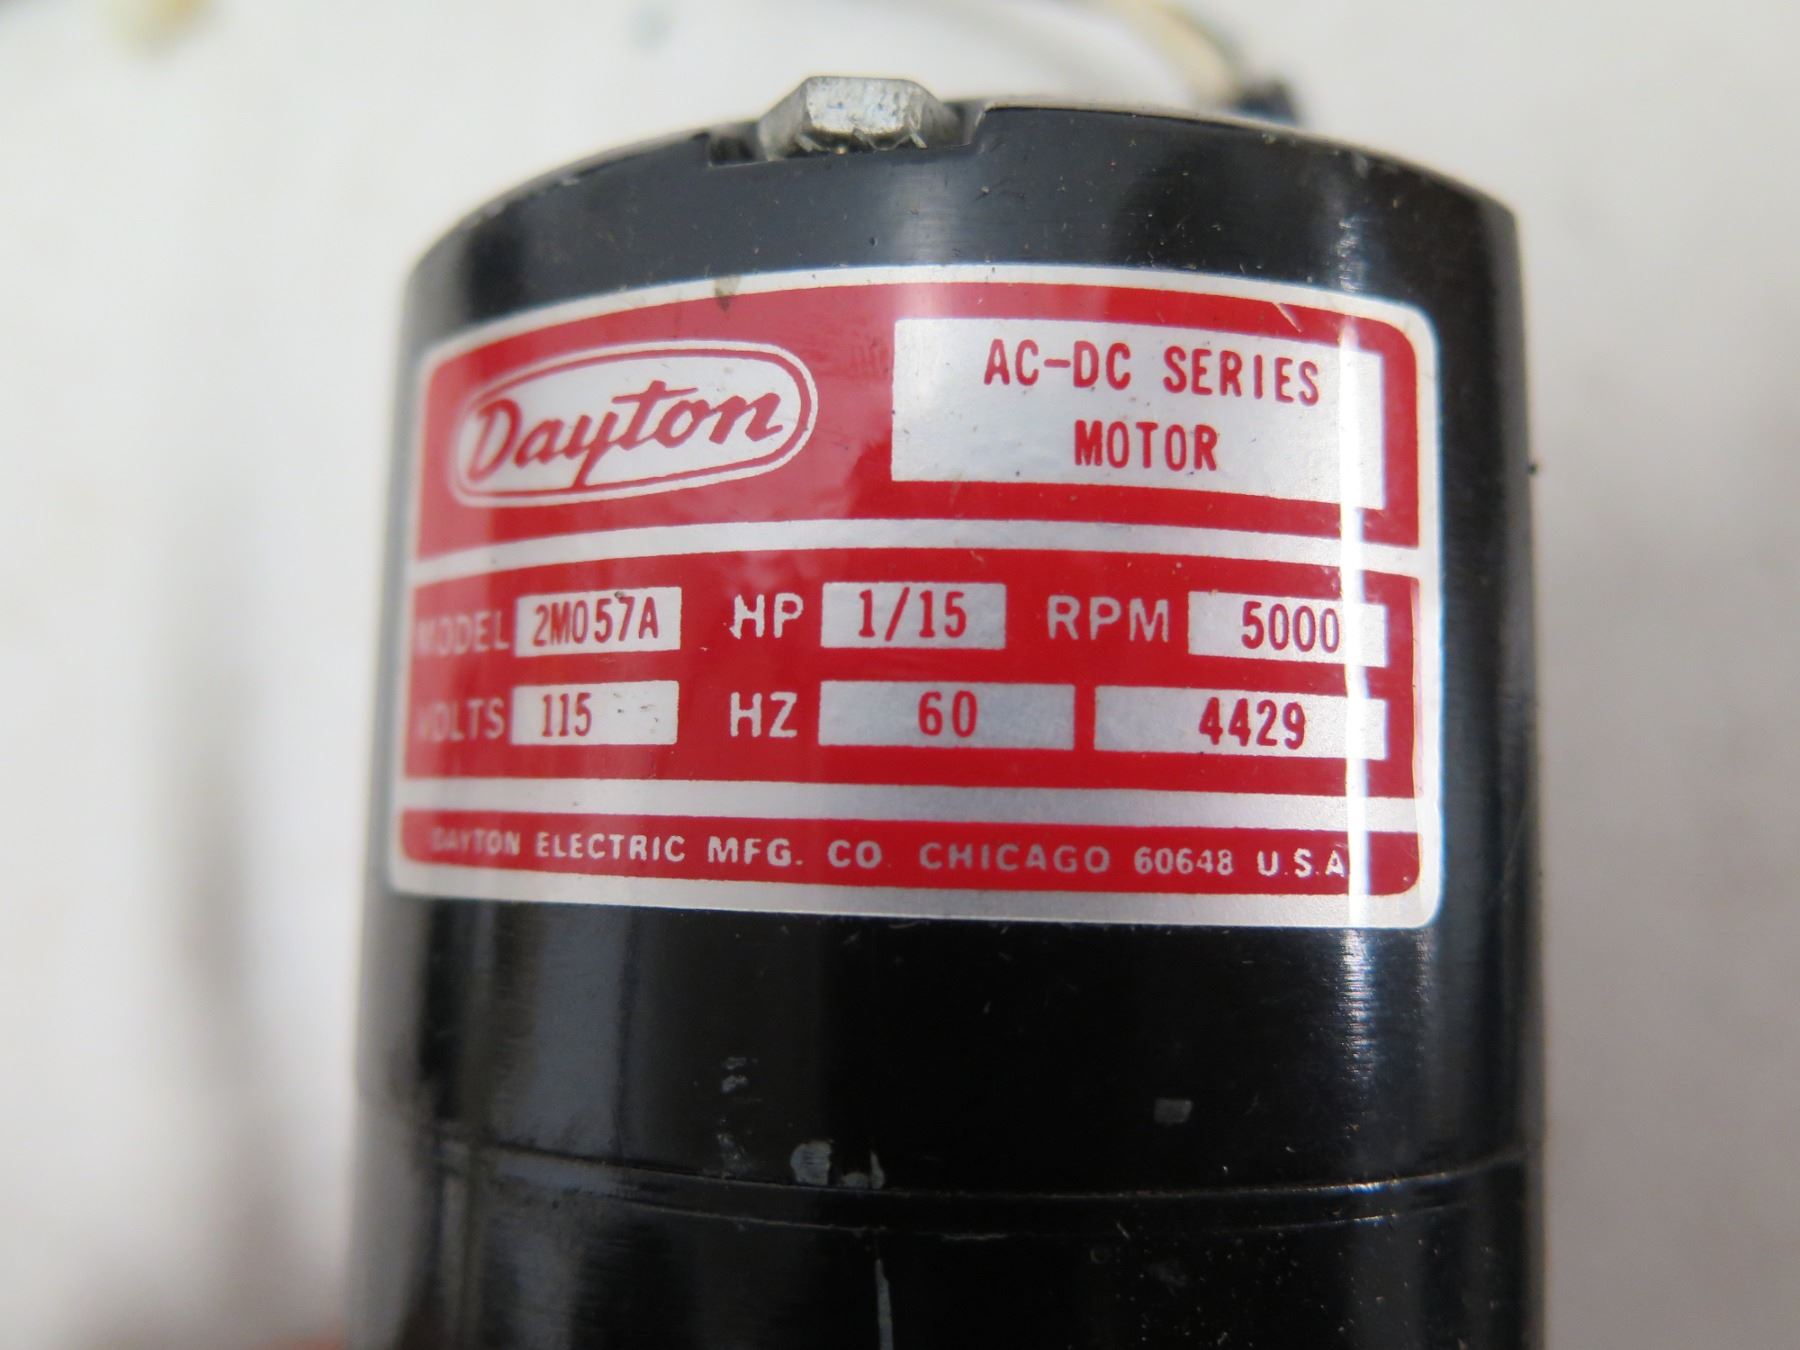 Dayton
AC-DC SERIES
MOTOR
MODEL 2M057A HP 1/15 RPM 5000
VOLTS 115 HZ 60 4429
DAYTON ELECTRIC MFG. CO CHICAGO 60648 U.S.A